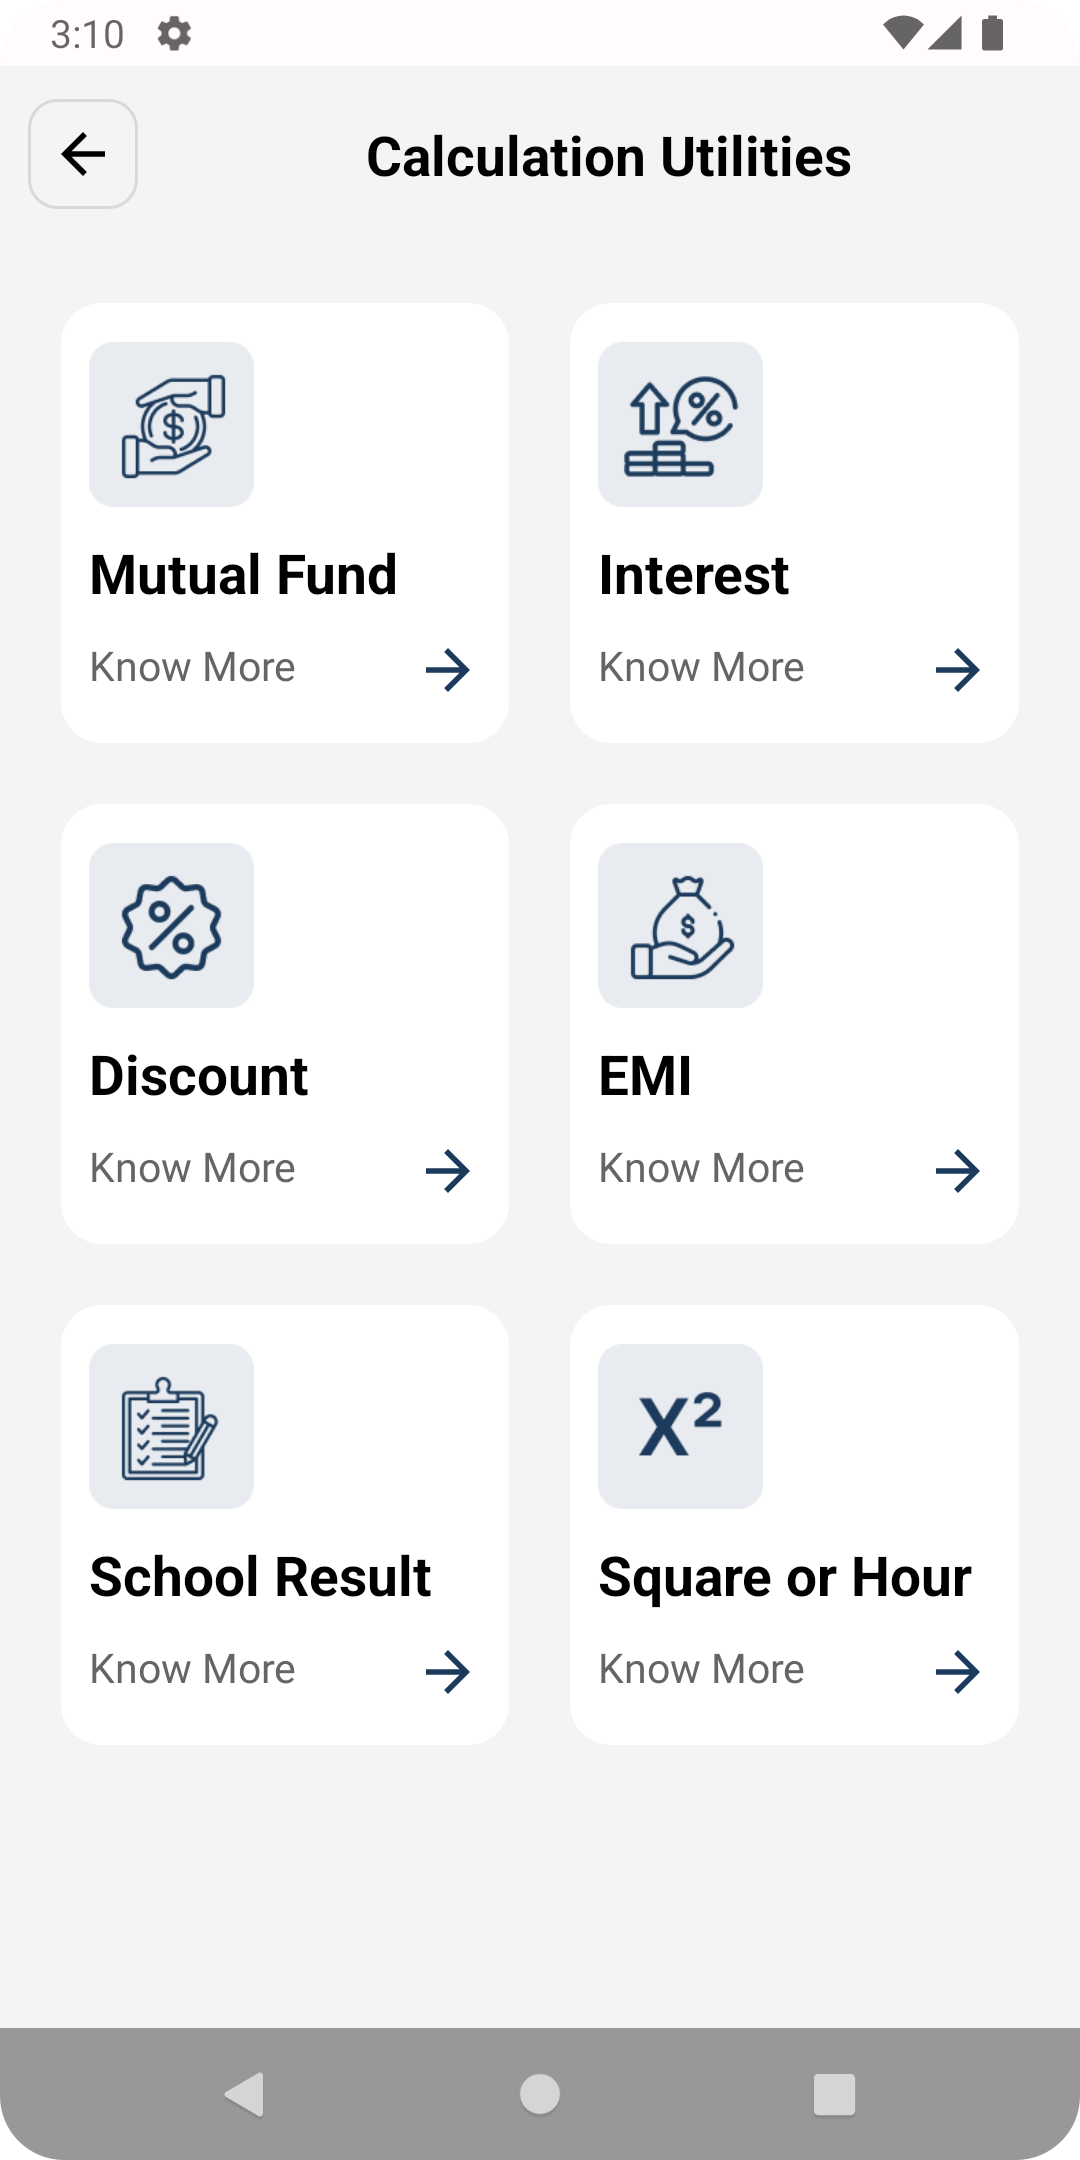 3:10
Calculation Utilities
Mutual Fund
Know More
Interest
Know More
Discount
Know More
EMI
Know More
School Result
Know More
X²
Square or Hour
Know More